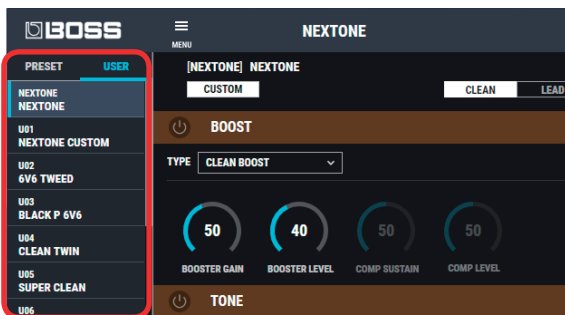 BOSS
MENU
NEXTONE
PRESET USER
NEXTONE
NEXTONE
U01
NEXTONE CUSTOM
U02
6V6 TWEED
U03
BLACK P 6V6
U04
CLEAN TWIN
U05
SUPER CLEAN
U06
[NEXTONE] NEXTONE
CUSTOM
CLEAN LEAD
BOOST
TYPE CLEAN BOOST
50 40 50 50
BOOSTER GAIN BOOSTER LEVEL COMP SUSTAIN COMP LEVEL
TONE